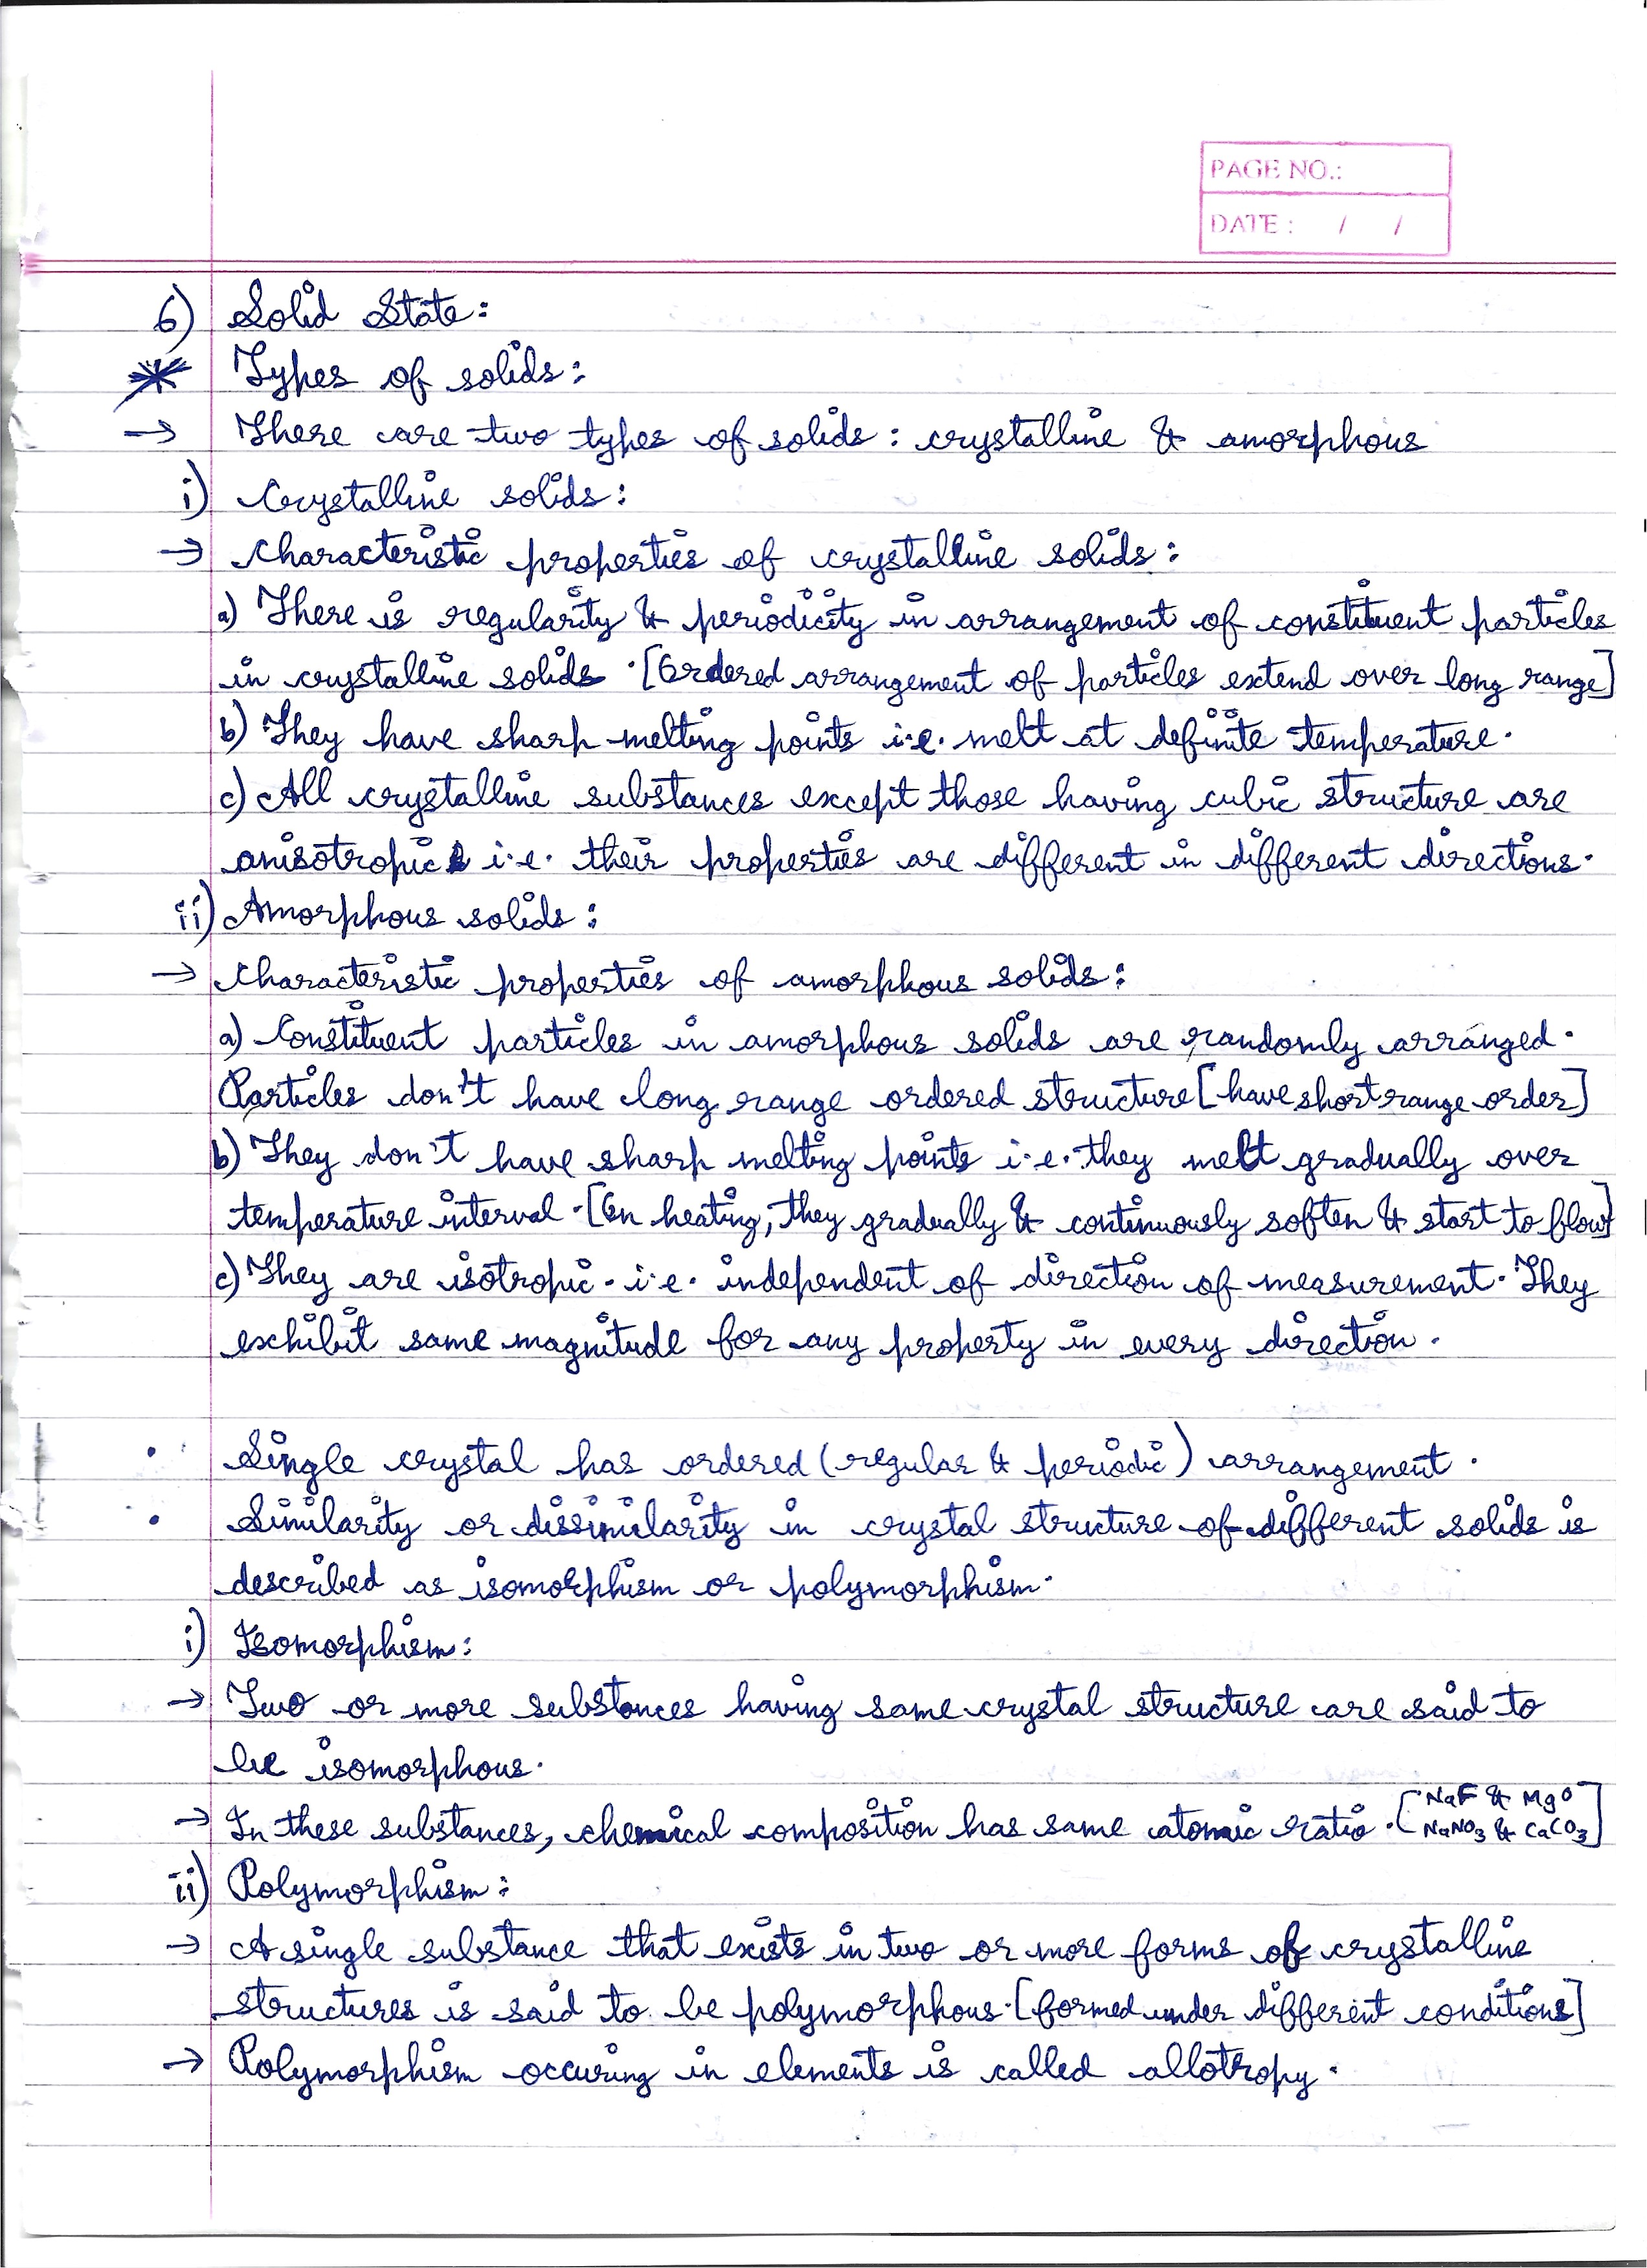 PAGE NO.:
DATE : / /
6) Solid State:
* Types of solids:
→ There are two types of solids: crystalline & amorphous
i) Crystalline solids:
→ Characteristic properties of crystalline solids:
a) There is regularity & periodicity in arrangement of constituent particles
in crystalline solids. [Ordered arrangement of particles extend over long range]
b) They have sharp melting points i.e. melt at definite temperature.
c) All crystalline substances except those having cubic structure are
anisotropic i.e. their properties are different in different directions.
ii) Amorphous solids:
→ Characteristic properties of amorphous solids:
a) Constituent particles in amorphous solids are randomly arranged.
Particles don't have long range ordered structure [have short range order]
b) They don't have sharp melting points i.e. they melt gradually over
temperature interval. [On heating, they gradually & continuously soften & start to flow]
c) They are isotropic. i.e. independent of direction of measurement. They
exhibit same magnitude for any property in every direction.
• Single crystal has ordered (regular & periodic) arrangement.
• Similarity or dissimilarity in crystal structure of different solids is
described as isomorphism or polymorphism.
i) Isomorphism:
→ Two or more substances having same crystal structure are said to
be isomorphous.
→ In these substances, chemical composition has same atomic ratio. [NaF & MgO
NaNO₃ & CaCO₃]
ii) Polymorphism:
→ A single substance that exists in two or more forms of crystalline
structures is said to be polymorphous. [formed under different conditions]
→ Polymorphism occuring in elements is called allotropy.